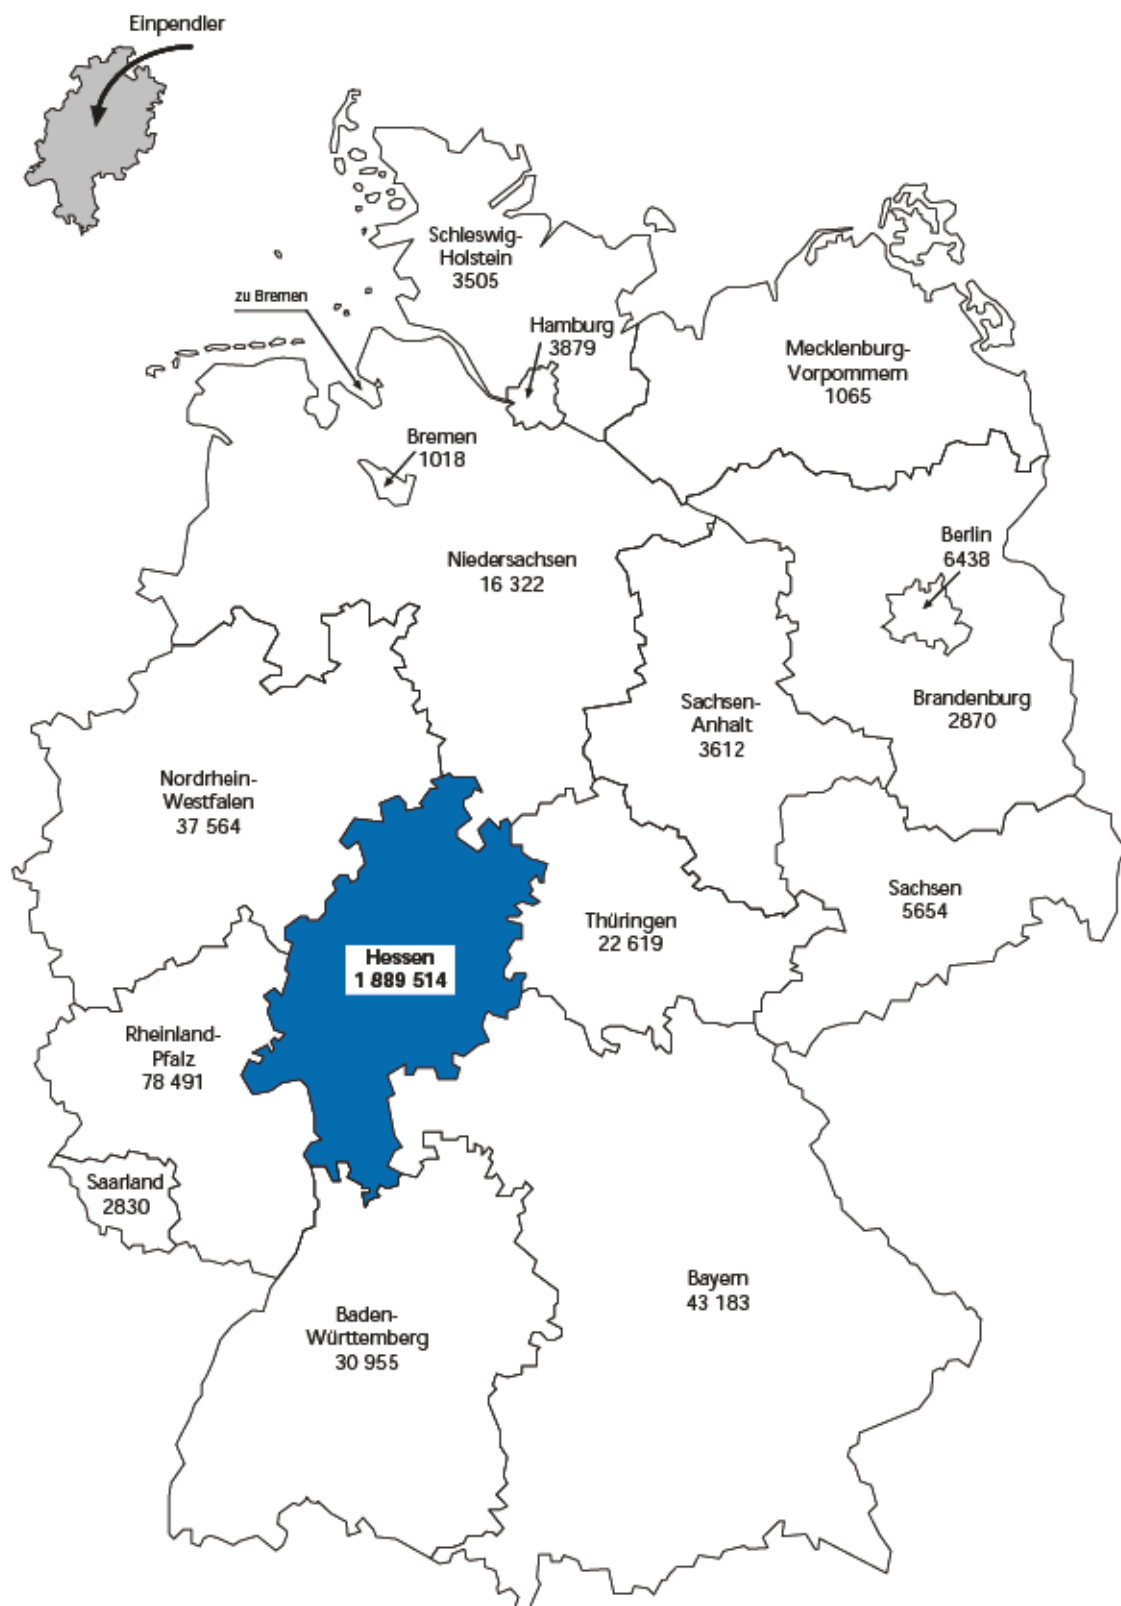 Einpendler
Schleswig-
Holstein
3505
zu Bremen
Hamburg
3879
Mecklenburg-
Vorpommern
1065
Bremen
1018
Berlin
6438
Niedersachsen
16 322
Sachsen-
Anhalt
3612
Brandenburg
2870
Nordrhein-
Westfalen
37 564
Sachsen
5654
Thüringen
22 619
Hessen
1 889 514
Rheinland-
Pfalz
78 491
Saarland
2830
Bayern
43 183
Baden-
Württemberg
30 955